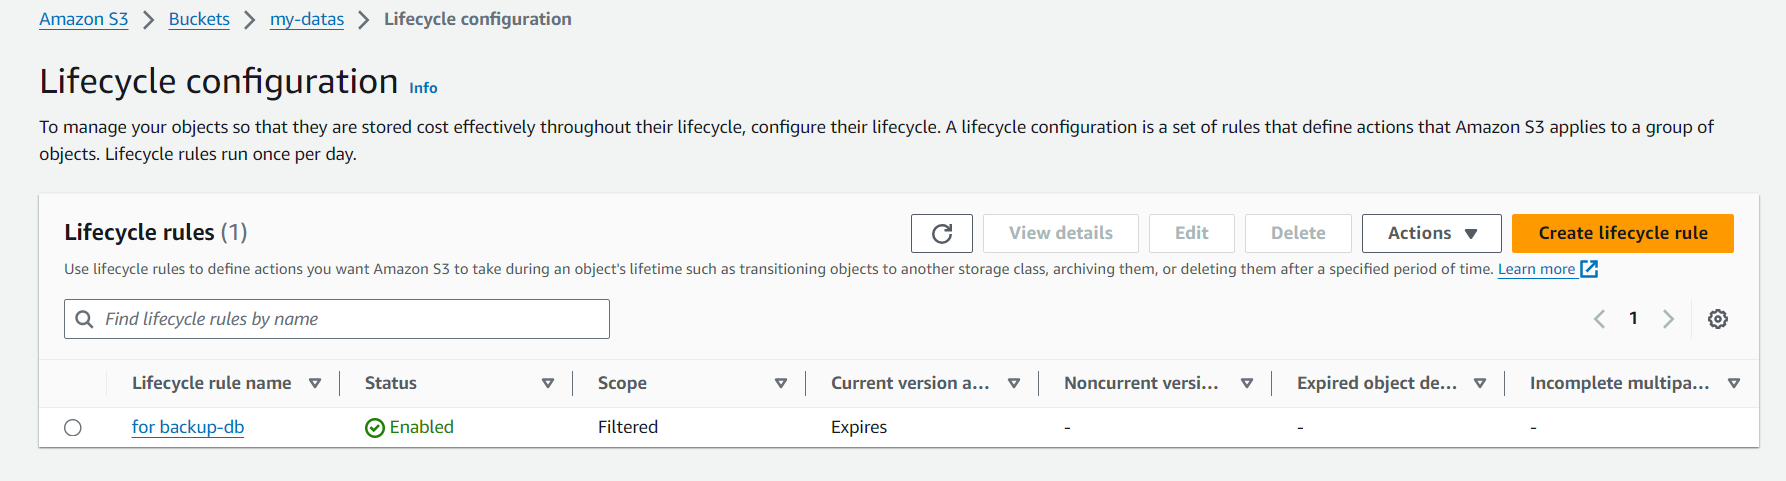 Amazon S3 > Buckets > my-datas > Lifecycle configuration
Lifecycle configuration Info
To manage your objects so that they are stored cost effectively throughout their lifecycle, configure their lifecycle. A lifecycle configuration is a set of rules that define actions that Amazon S3 applies to a group of
objects. Lifecycle rules run once per day.
Lifecycle rules (1)
View details
Edit
Delete
Actions
Create lifecycle rule
Use lifecycle rules to define actions you want Amazon S3 to take during an object's lifetime such as transitioning objects to another storage class, archiving them, or deleting them after a specified period of time. Learn more
Find lifecycle rules by name
1
Lifecycle rule name Status Scope Current version a... Noncurrent versi... Expired object de... Incomplete multipa...
for backup-db Enabled Filtered Expires - - -